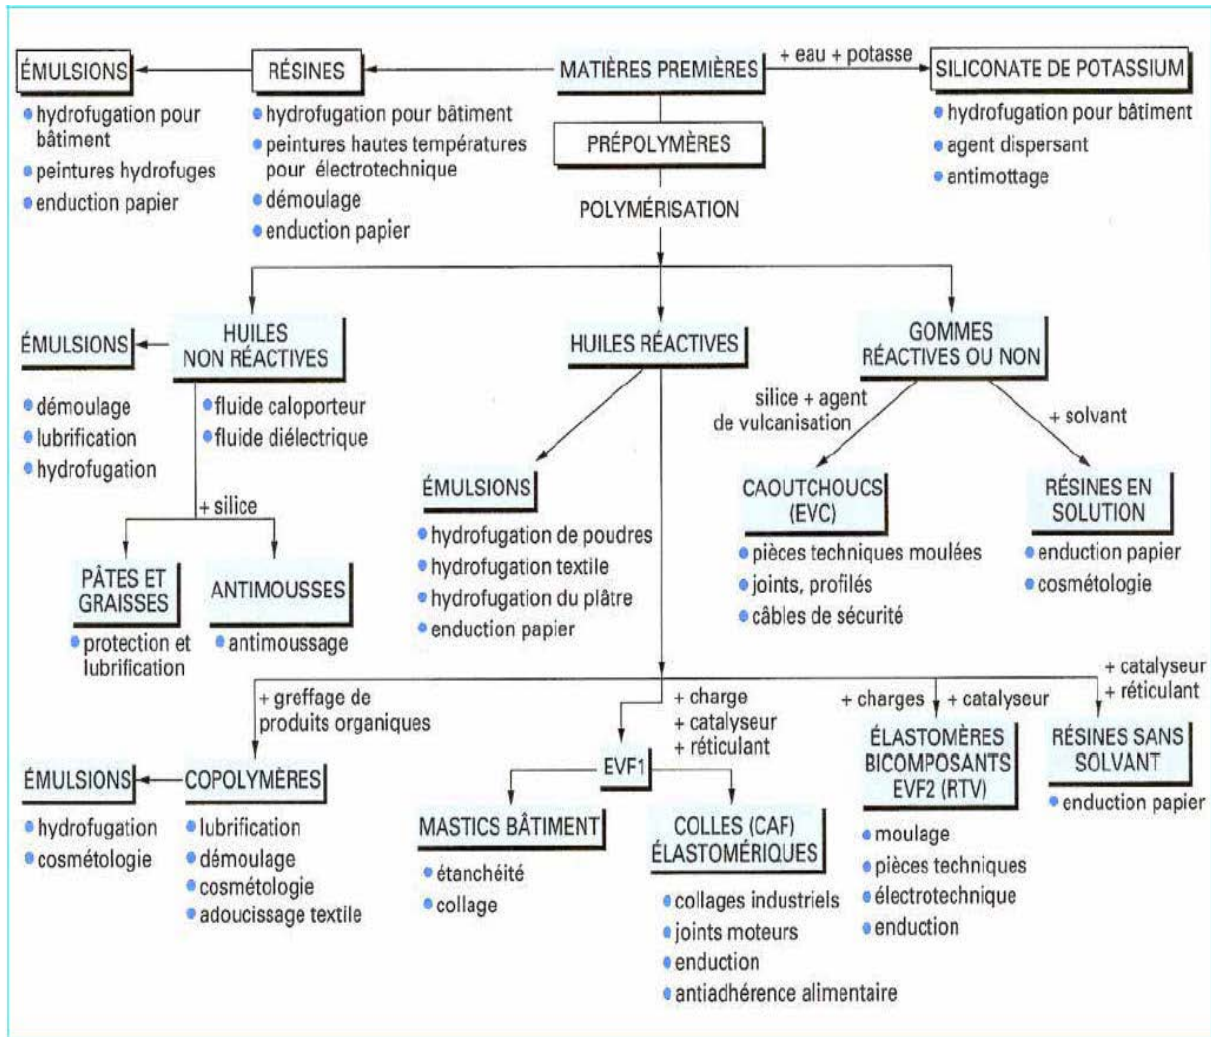 MATIÈRES PREMIÈRES
+ eau + potasse
SILICONATE DE POTASSIUM
• hydrofugation pour bâtiment
• agent dispersant
• antimottage
RÉSINES
• hydrofugation pour bâtiment
• peintures hautes températures
pour électrotechnique
• démoulage
• enduction papier
ÉMULSIONS
• hydrofugation pour
bâtiment
• peintures hydrofuges
• enduction papier
PRÉPOLYMÈRES
POLYMÉRISATION
HUILES
NON RÉACTIVES
• fluide caloporteur
• fluide diélectrique
ÉMULSIONS
• démoulage
• lubrification
• hydrofugation
+ silice
PÂTES ET
GRAISSES
• protection et
lubrification
ANTIMOUSSES
• antimoussage
HUILES RÉACTIVES
ÉMULSIONS
• hydrofugation de poudres
• hydrofugation textile
• hydrofugation du plâtre
• enduction papier
GOMMES
RÉACTIVES OU NON
silice + agent
de vulcanisation
+ solvant
CAOUTCHOUCS
(EVC)
• pièces techniques moulées
• joints, profilés
• câbles de sécurité
RÉSINES EN
SOLUTION
• enduction papier
• cosmétologie
+ greffage de
produits organiques
COPOLYMÈRES
• lubrification
• démoulage
• cosmétologie
• adoucissage textile
ÉMULSIONS
• hydrofugation
• cosmétologie
+ charge
+ catalyseur
+ réticulant
EVF1
MASTICS BÂTIMENT
• étanchéité
• collage
COLLES (CAF)
ÉLASTOMÉRIQUES
• collages industriels
• joints moteurs
• enduction
• antiadhérence alimentaire
+ charges + catalyseur
ÉLASTOMÈRES
BICOMPOSANTS
EVF2 (RTV)
• moulage
• pièces techniques
• électrotechnique
• enduction
+ catalyseur
+ réticulant
RÉSINES SANS
SOLVANT
• enduction papier